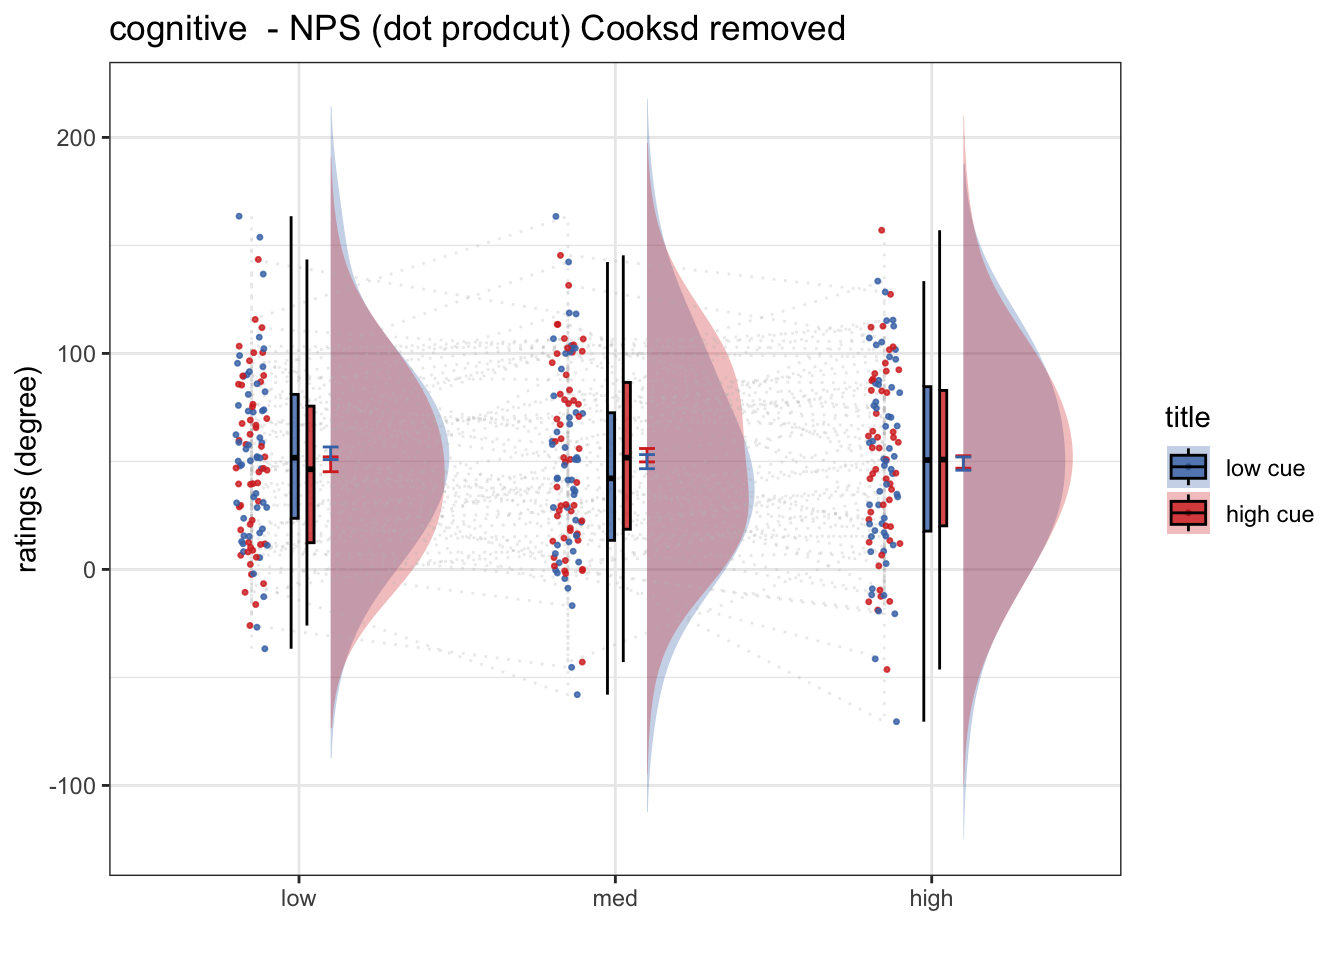 cognitive  - NPS (dot prodcut) Cooksd removed
ratings (degree)
200
100
0
-100
low
med
high
title
low cue
high cue